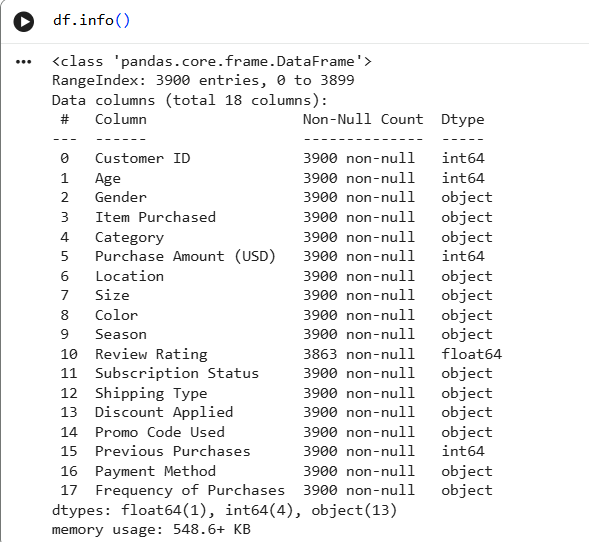 df.info()
... <class 'pandas.core.frame.DataFrame'>
RangeIndex: 3900 entries, 0 to 3899
Data columns (total 18 columns):
 #   Column                  Non-Null Count  Dtype
---  ------                  --------------  -----
 0   Customer ID             3900 non-null   int64
 1   Age                     3900 non-null   int64
 2   Gender                  3900 non-null   object
 3   Item Purchased          3900 non-null   object
 4   Category                3900 non-null   object
 5   Purchase Amount (USD)   3900 non-null   int64
 6   Location                3900 non-null   object
 7   Size                    3900 non-null   object
 8   Color                   3900 non-null   object
 9   Season                  3900 non-null   object
 10  Review Rating           3863 non-null   float64
 11  Subscription Status     3900 non-null   object
 12  Shipping Type           3900 non-null   object
 13  Discount Applied        3900 non-null   object
 14  Promo Code Used         3900 non-null   object
 15  Previous Purchases      3900 non-null   int64
 16  Payment Method          3900 non-null   object
 17  Frequency of Purchases  3900 non-null   object
dtypes: float64(1), int64(4), object(13)
memory usage: 548.6+ KB